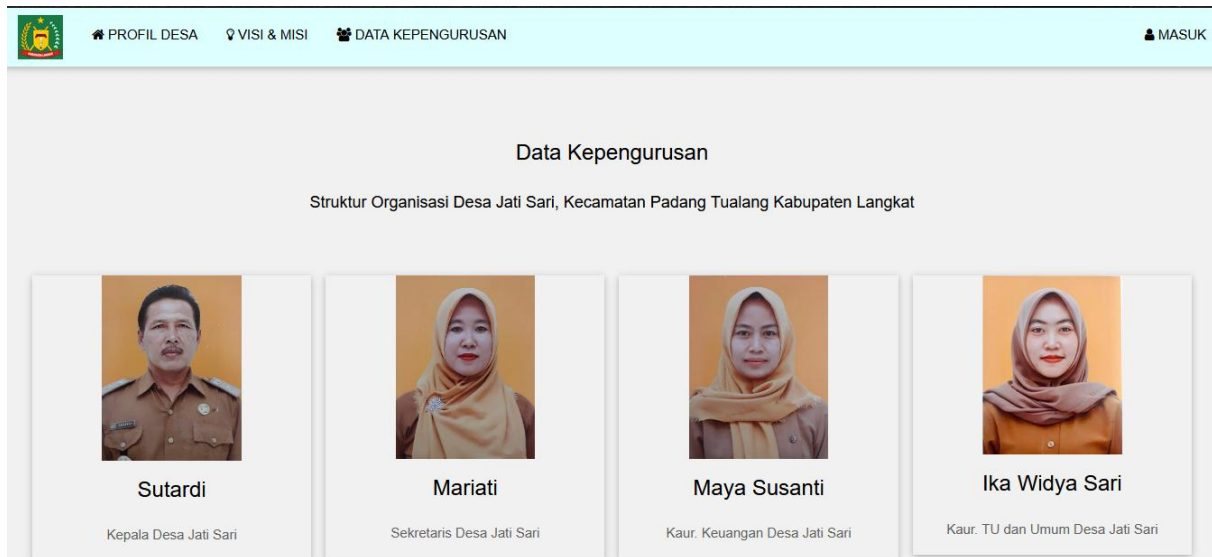 PROFIL DESA VISI & MISI DATA KEPENGURUSAN MASUK
Data Kepengurusan
Struktur Organisasi Desa Jati Sari, Kecamatan Padang Tualang Kabupaten Langkat
Sutardi Mariati Maya Susanti Ika Widya Sari
Kepala Desa Jati Sari Sekretaris Desa Jati Sari Kaur. Keuangan Desa Jati Sari Kaur. TU dan Umum Desa Jati Sari